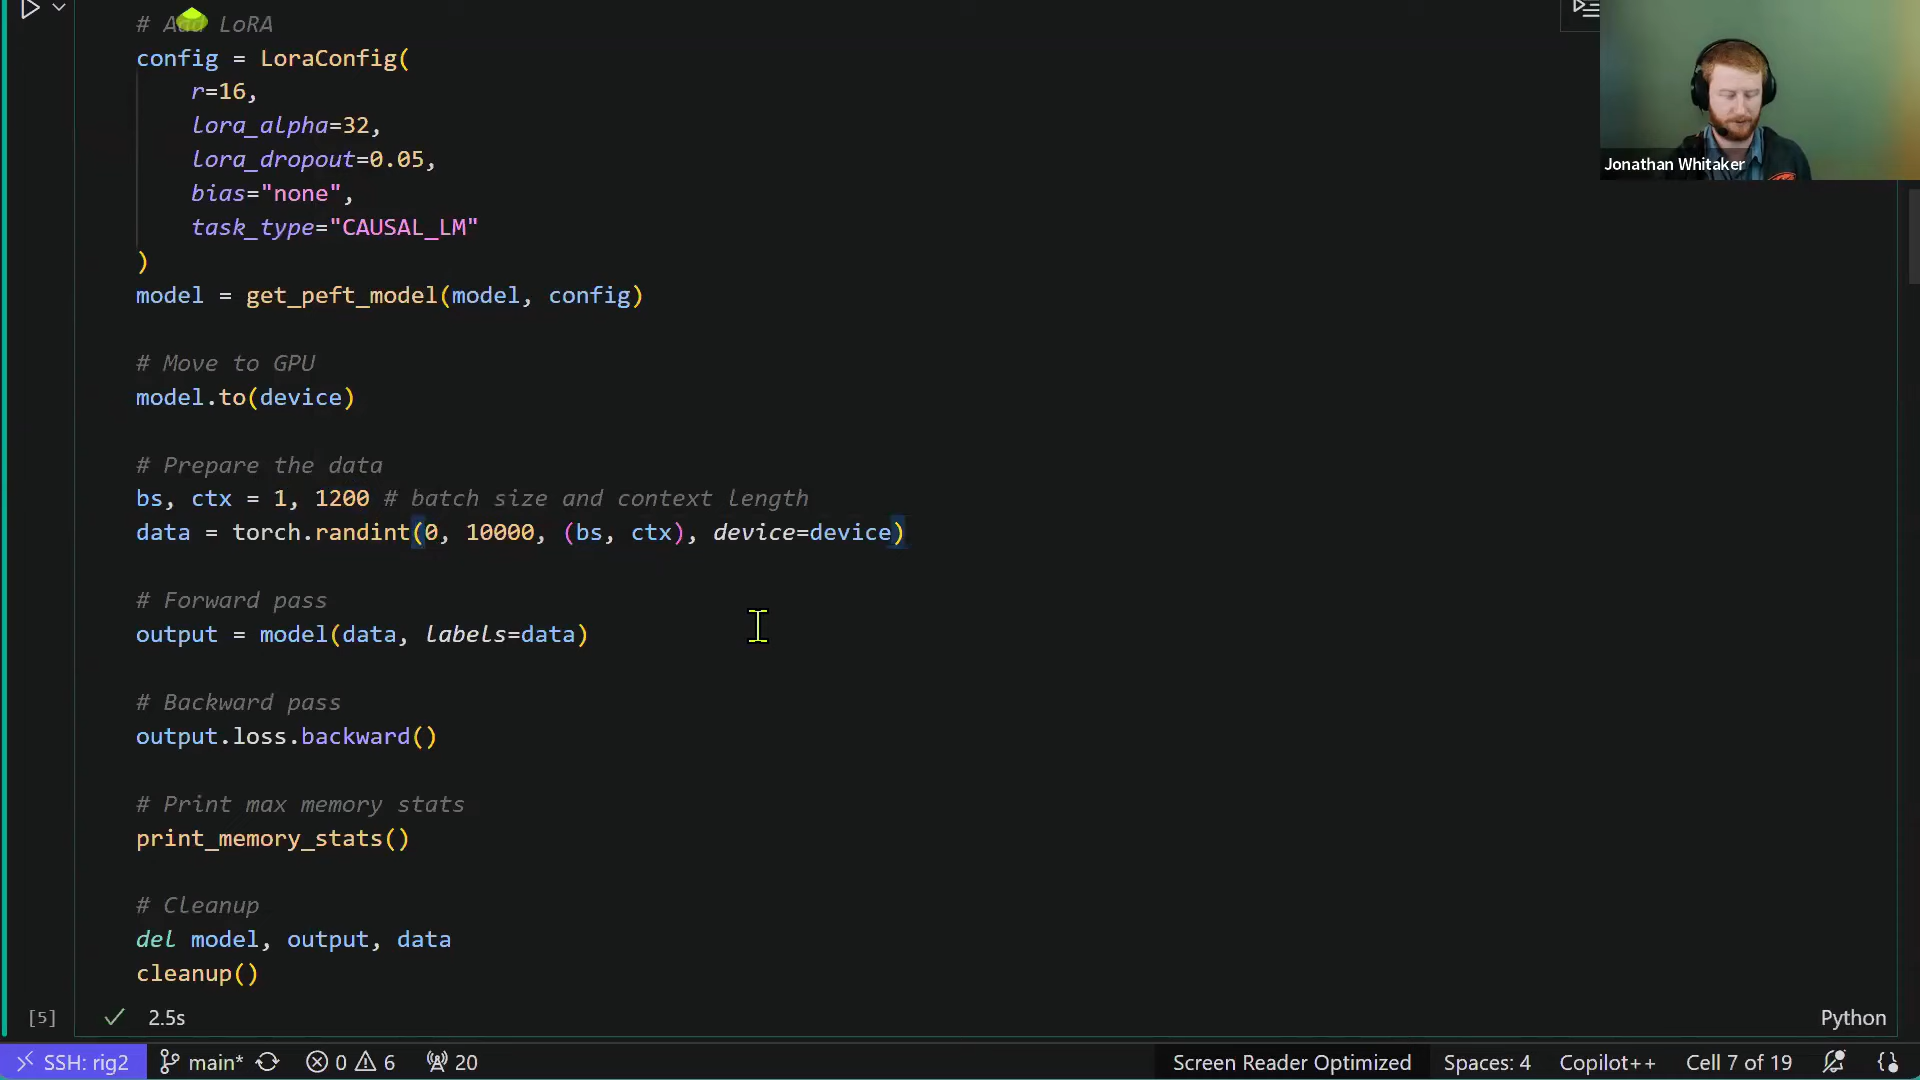 # Add LoRA
config = LoraConfig(
r=16,
lora_alpha=32,
lora_dropout=0.05,
bias="none",
task_type="CAUSAL_LM"
)
model = get_peft_model(model, config)
# Move to GPU
model.to(device)
# Prepare the data
bs, ctx = 1, 1200 # batch size and context length
data = torch.randint(0, 10000, (bs, ctx), device=device)
# Forward pass
output = model(data, labels=data)
# Backward pass
output.loss.backward()
# Print max memory stats
print_memory_stats()
# Cleanup
del model, output, data
cleanup()
[5] 2.5s Python
Jonathan Whitaker
SSH: rig2 main* 0 6 20 Screen Reader Optimized Spaces: 4 Copilot++ Cell 7 of 19